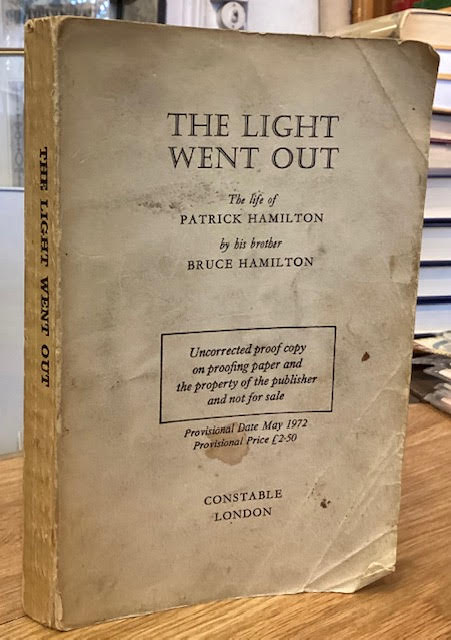 THE LIGHT WENT OUT
THE LIGHT
WENT OUT
The life of
PATRICK HAMILTON
by his brother
BRUCE HAMILTON
Uncorrected proof copy
on proofing paper and
the property of the publisher
and not for sale
Provisional Date May 1972
Provisional Price £2·50
CONSTABLE
LONDON